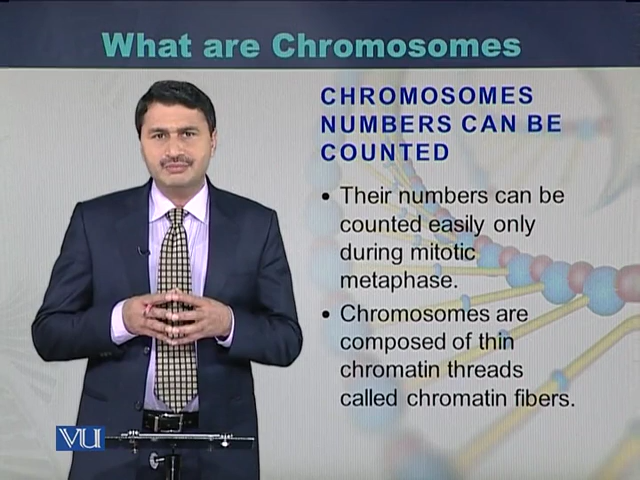 What are Chromosomes
CHROMOSOMES
NUMBERS CAN BE
COUNTED
• Their numbers can be
counted easily only
during mitotic
metaphase.
• Chromosomes are
composed of thin
chromatin threads
called chromatin fibers.
VU